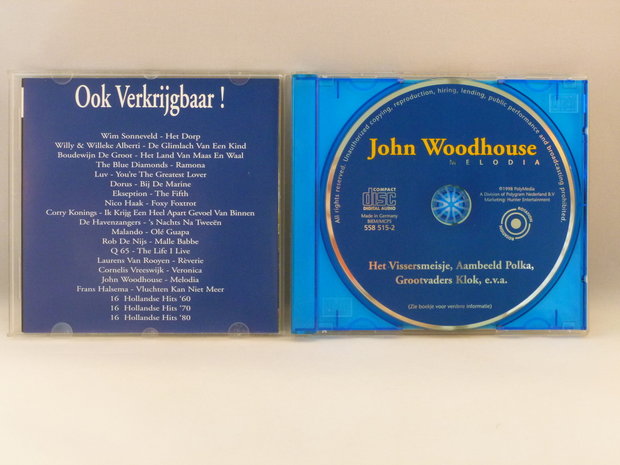 Ook Verkrijgbaar !
Wim Sonneveld - Het Dorp
Willy & Willeke Alberti - De Glimlach Van Een Kind
Boudewijn De Groot - Het Land Van Maas En Waal
The Blue Diamonds - Ramona
Luv - You're The Greatest Lover
Dorus - Bij De Marine
Ekseption - The Fifth
Nico Haak - Foxy Foxtrot
Corry Konings - Ik Krijg Een Heel Apart Gevoel Van Binnen
De Havenzangers - 's Nachts Na Tweeën
Malando - Olé Guapa
Rob De Nijs - Malle Babbe
Q 65 - The Life I Live
Laurens Van Rooyen - Rèverie
Cornelis Vreeswijk - Veronica
John Woodhouse - Melodia
Frans Halsema - Vluchten Kan Niet Meer
16 Hollandse Hits '60
16 Hollandse Hits '70
16 Hollandse Hits '80
All rights reserved. Unauthorized copying, reproduction, hiring, lending, public performance and broadcasting prohibited.
John Woodhouse
MELODIA
COMPACT
disc
DIGITAL AUDIO
Made in Germany
BIEM/MCPS
558 515-2
©1998 PolyMedia
A Division of Polygram Nederland B.V
Marketing: Hunter Entertainment
Het Vissersmeisje, Aambeeld Polka,
Grootvaders Klok, e.v.a.
(Zie boekje voor verdere informatie)